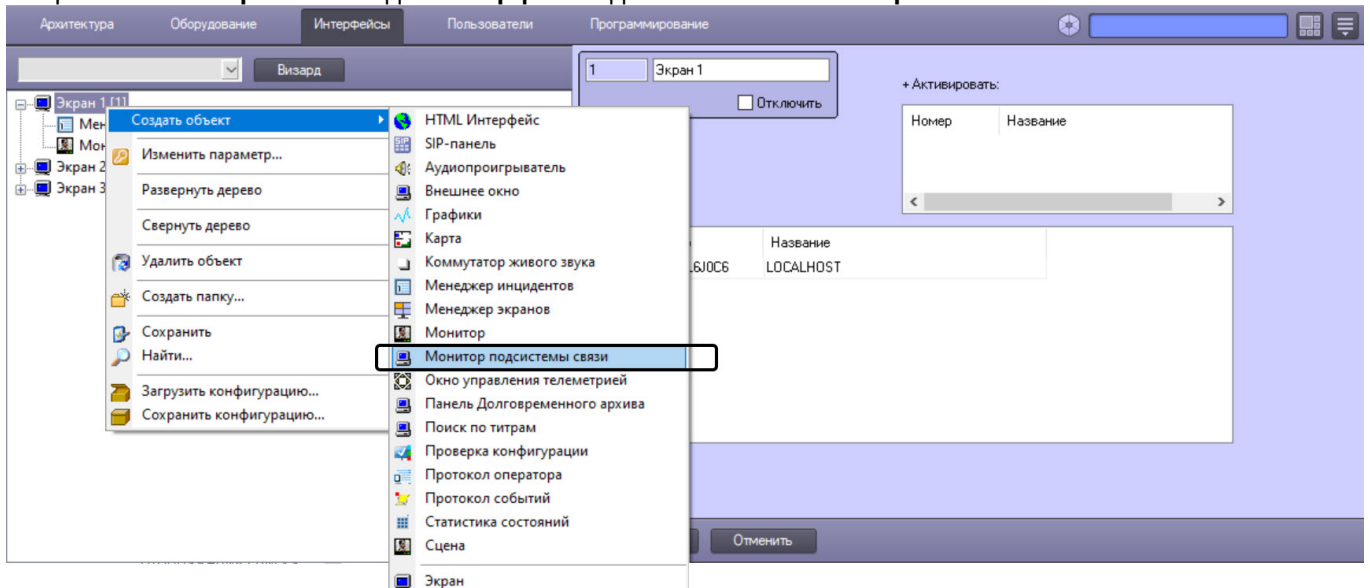 Архитектура Оборудование Интерфейсы Пользователи Программирование
Визард
1 Экран 1
Отключить
+ Активировать:
Номер Название
Экран 1 [1]
Мен
Мон
Экран 2
Экран 3
Создать объект
Изменить параметр...
Развернуть дерево
Свернуть дерево
Удалить объект
Создать папку...
Сохранить
Найти...
Загрузить конфигурацию...
Сохранить конфигурацию...
HTML Интерфейс
SIP-панель
Аудиопроигрыватель
Внешнее окно
Графики
Карта
Коммутатор живого звука
Менеджер инцидентов
Менеджер экранов
Монитор
Монитор подсистемы связи
Окно управления телеметрией
Панель Долговременного архива
Поиск по титрам
Проверка конфигурации
Протокол оператора
Протокол событий
Статистика состояний
Сцена
Экран
Название
6J0C6 LOCALHOST
Отменить